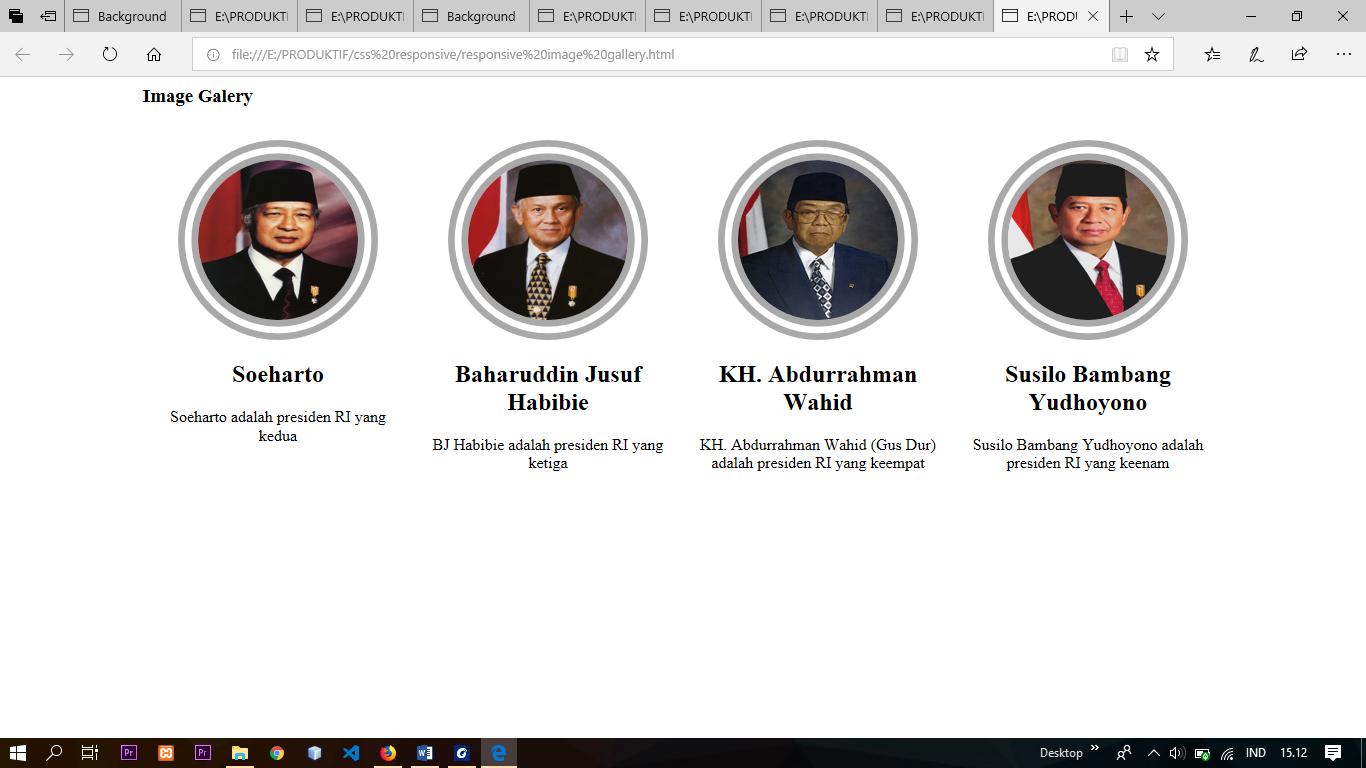 Background
E:\PRODUKTI
E:\PRODUKTI
Background
E:\PRODUKTI
E:\PRODUKTI
E:\PRODUKTI
E:\PRODUKTI
E:\PRODU
file:///E:/PRODUKTIF/css%20responsive/responsive%20image%20gallery.html
Image Galery
Soeharto
Soeharto adalah presiden RI yang
kedua
Baharuddin Jusuf
Habibie
BJ Habibie adalah presiden RI yang
ketiga
KH. Abdurrahman
Wahid
KH. Abdurrahman Wahid (Gus Dur)
adalah presiden RI yang keempat
Susilo Bambang
Yudhoyono
Susilo Bambang Yudhoyono adalah
presiden RI yang keenam
Pr
Pr
Desktop
IND
15.12